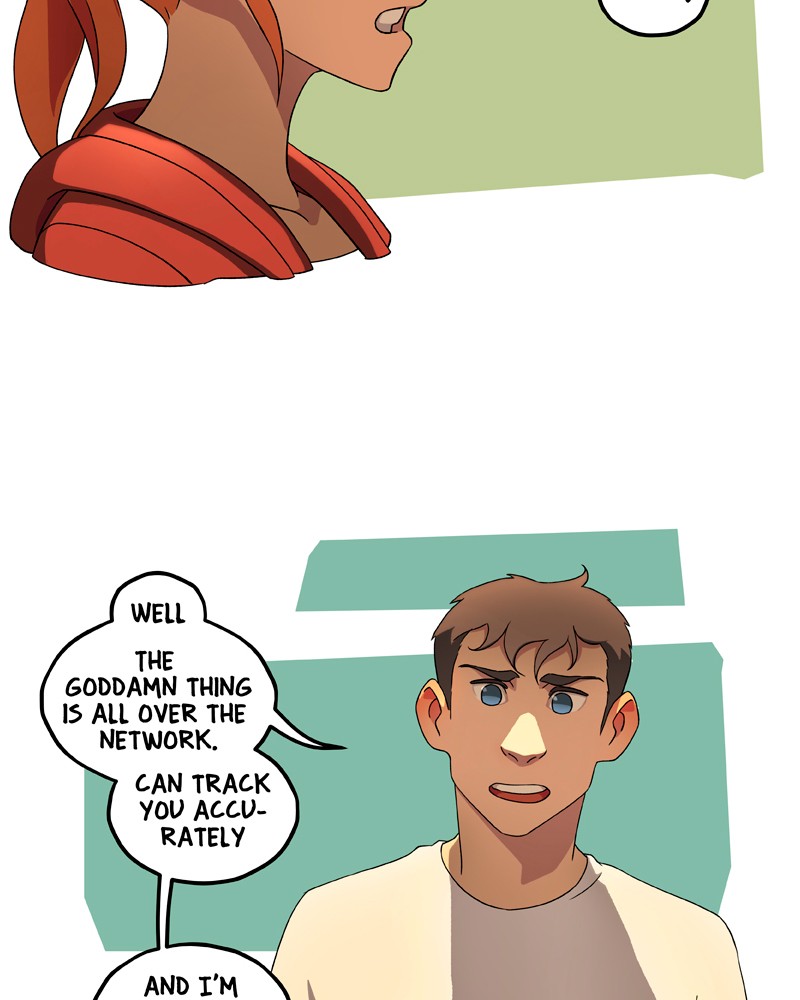 WELL
THE
GODDAMN THING
IS ALL OVER THE
NETWORK.
CAN TRACK
YOU ACCU-
RATELY
AND I'M